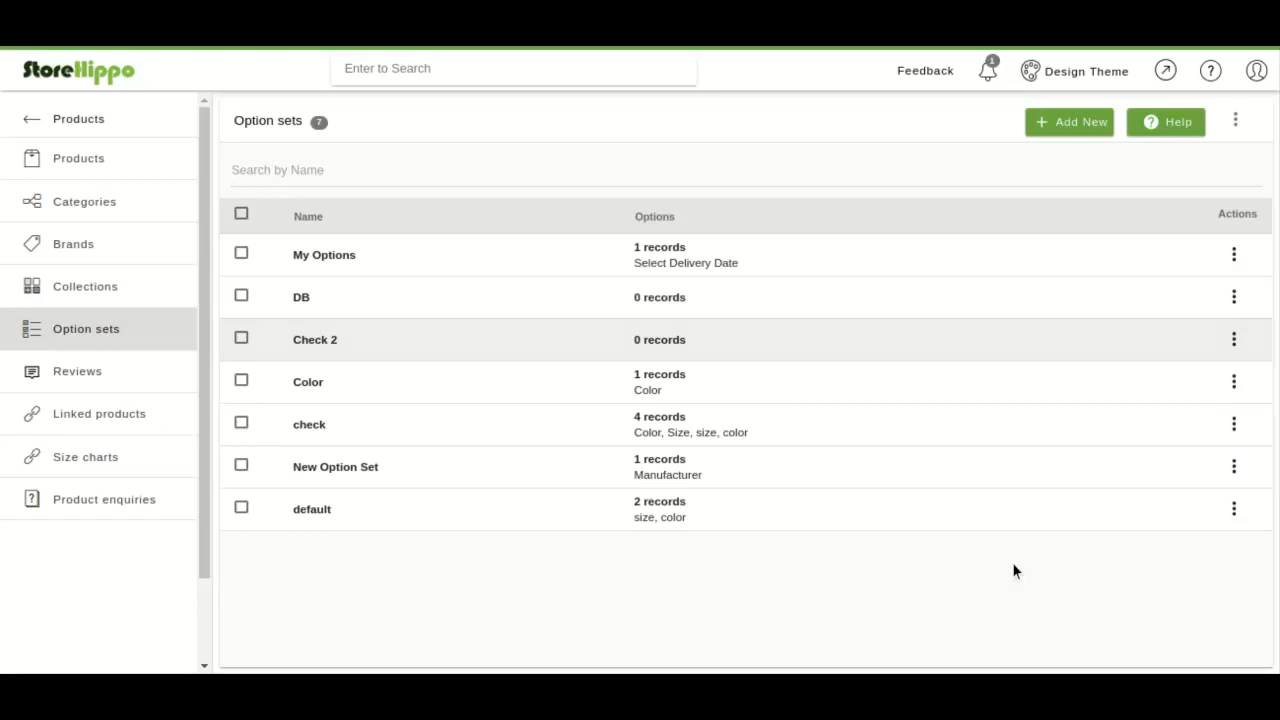 StoreHippo
Enter to Search
Feedback
1
Design Theme
?
Products
Products
Categories
Brands
Collections
Option sets
Reviews
Linked products
Size charts
? Product enquiries
Option sets 7
+ Add New
? Help
Search by Name
Name Options Actions
My Options
1 records
Select Delivery Date
DB
0 records
Check 2
0 records
Color
1 records
Color
check
4 records
Color, Size, size, color
New Option Set
1 records
Manufacturer
default
2 records
size, color